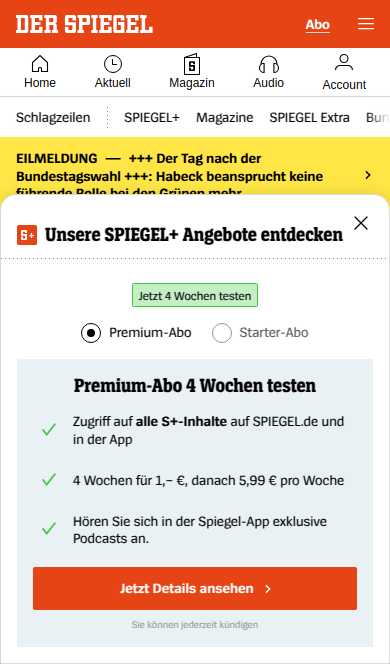 DER SPIEGEL
Abo
Home
Aktuell
Magazin
Audio
Account
Schlagzeilen
SPIEGEL+
Magazine
SPIEGEL Extra
EILMELDUNG — +++ Der Tag nach der
Bundestagswahl +++: Habeck beansprucht keine
führende Rolle bei den Grünen mehr
S+ Unsere SPIEGEL+ Angebote entdecken
Jetzt 4 Wochen testen
Premium-Abo
Starter-Abo
Premium-Abo 4 Wochen testen
Zugriff auf alle S+-Inhalte auf SPIEGEL.de und
in der App
4 Wochen für 1,– €, danach 5,99 € pro Woche
Hören Sie sich in der Spiegel-App exklusive
Podcasts an.
Jetzt Details ansehen
Sie können jederzeit kündigen